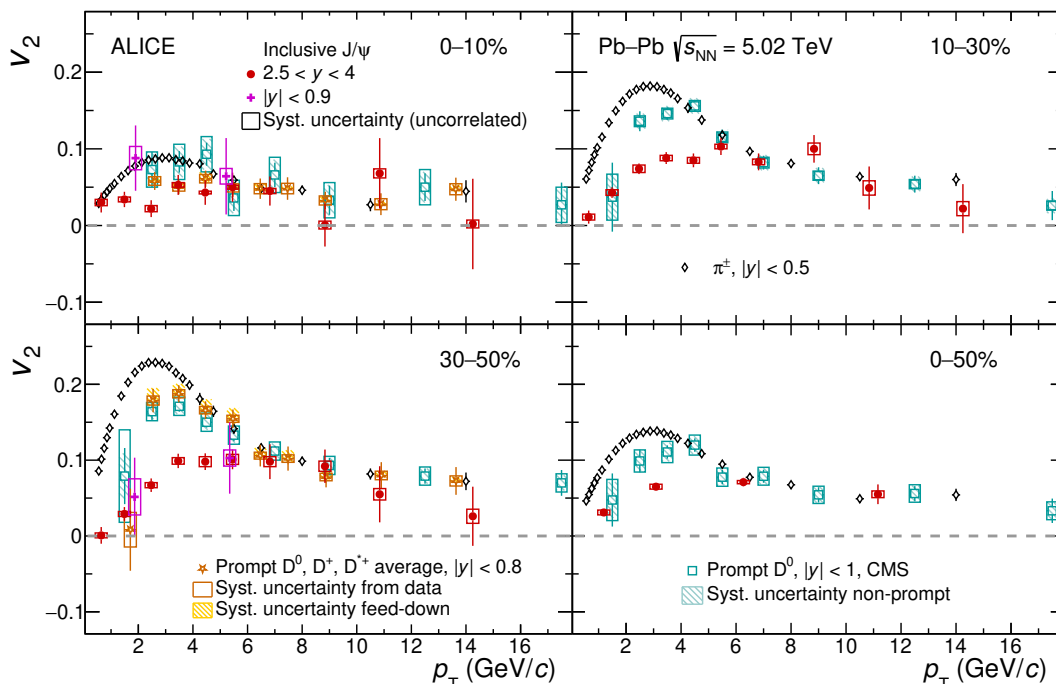 v₂
ALICE
0–10%
Inclusive J/ψ
2.5 < y < 4
|y| < 0.9
Syst. uncertainty (uncorrelated)
Pb–Pb √sNN = 5.02 TeV
10–30%
π±, |y| < 0.5
0.2
0.1
0
−0.1
v₂
30–50%
Prompt D⁰, D⁺, D*⁺ average, |y| < 0.8
Syst. uncertainty from data
Syst. uncertainty feed-down
0–50%
Prompt D⁰, |y| < 1, CMS
Syst. uncertainty non-prompt
0.2
0.1
0
−0.1
2 4 6 8 10 12 14 16
pT (GeV/c)
2 4 6 8 10 12 14 16
pT (GeV/c)